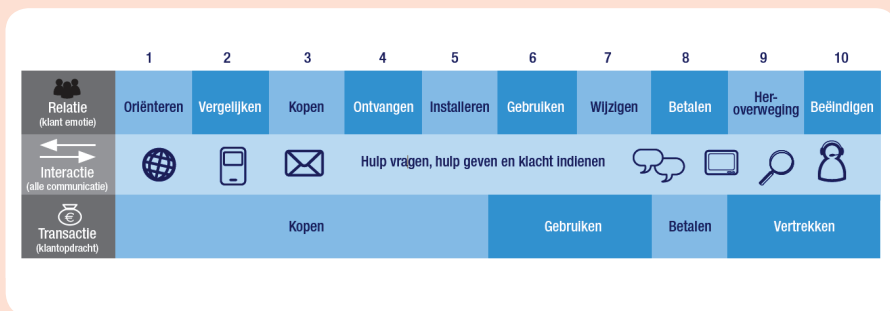 1 2 3 4 5 6 7 8 9 10
Relatie
(klant emotie)
Oriënteren Vergelijken Kopen Ontvangen Installeren Gebruiken Wijzigen Betalen Her-
overweging Beëindigen
Interactie
(alle communicatie)
Hulp vragen, hulp geven en klacht indienen
€
Transactie
(klantopdracht)
Kopen Gebruiken Betalen Vertrekken